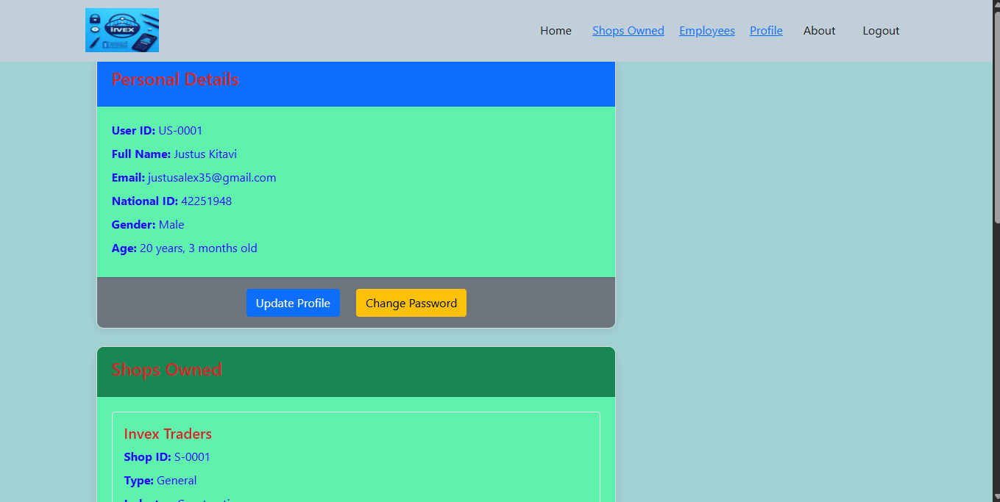 INVEX
Home Shops Owned Employees Profile About Logout
Personal Details
User ID: US-0001
Full Name: Justus Kitavi
Email: justusalex35@gmail.com
National ID: 42251948
Gender: Male
Age: 20 years, 3 months old
Update Profile Change Password
Shops Owned
Invex Traders
Shop ID: S-0001
Type: General